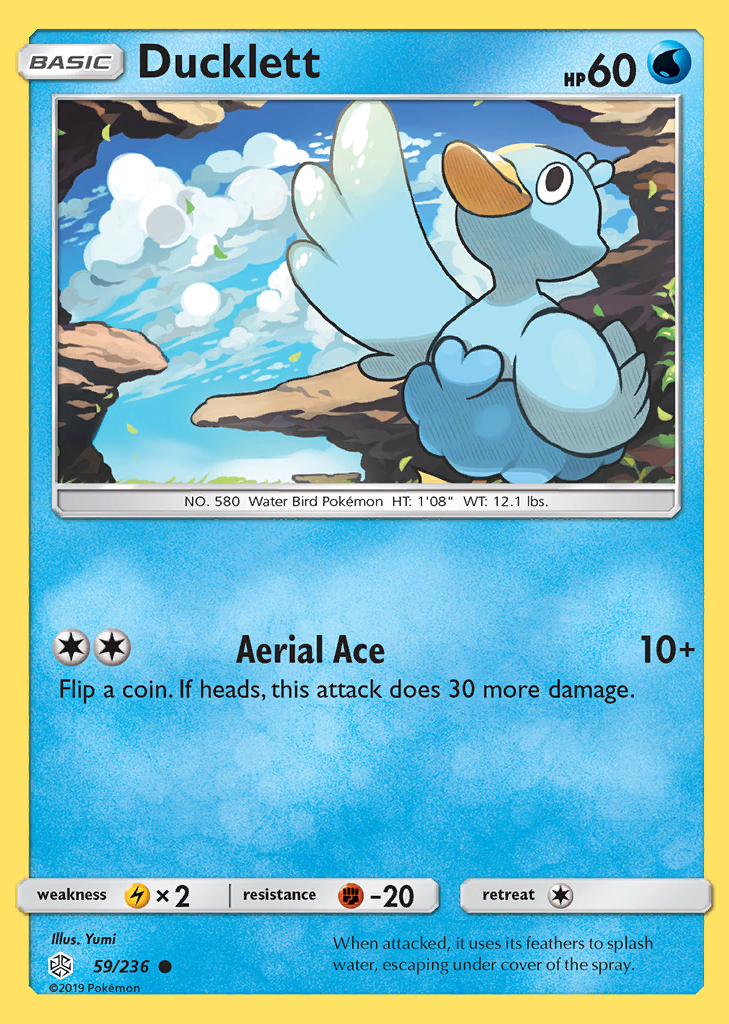 BASIC Ducklett HP60
NO. 580 Water Bird Pokémon HT: 1'08" WT: 12.1 lbs.
Aerial Ace 10+
Flip a coin. If heads, this attack does 30 more damage.
weakness ×2 resistance -20 retreat
Illus. Yumi
59/236
©2019 Pokémon
When attacked, it uses its feathers to splash
water, escaping under cover of the spray.